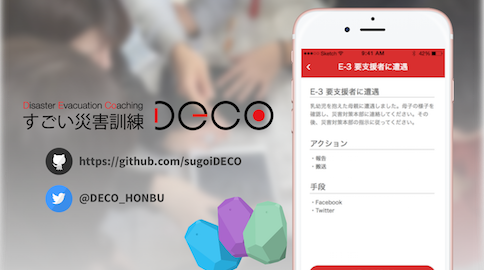 Disaster Evacuation Coaching
すごい災害訓練 DECO
https://github.com/sugoiDECO
@DECO_HONBU
Sketch
9:41 AM
42%
E-3 要支援者に遭遇
E-3 要支援者に遭遇
乳幼児を抱えた母親に遭遇しました。母子の様子を
確認し、災害対策本部に連絡してください。その
後、災害対策本部の指示に従ってください。
アクション
・報告
・搬送
手段
・Facebook
・Twitter